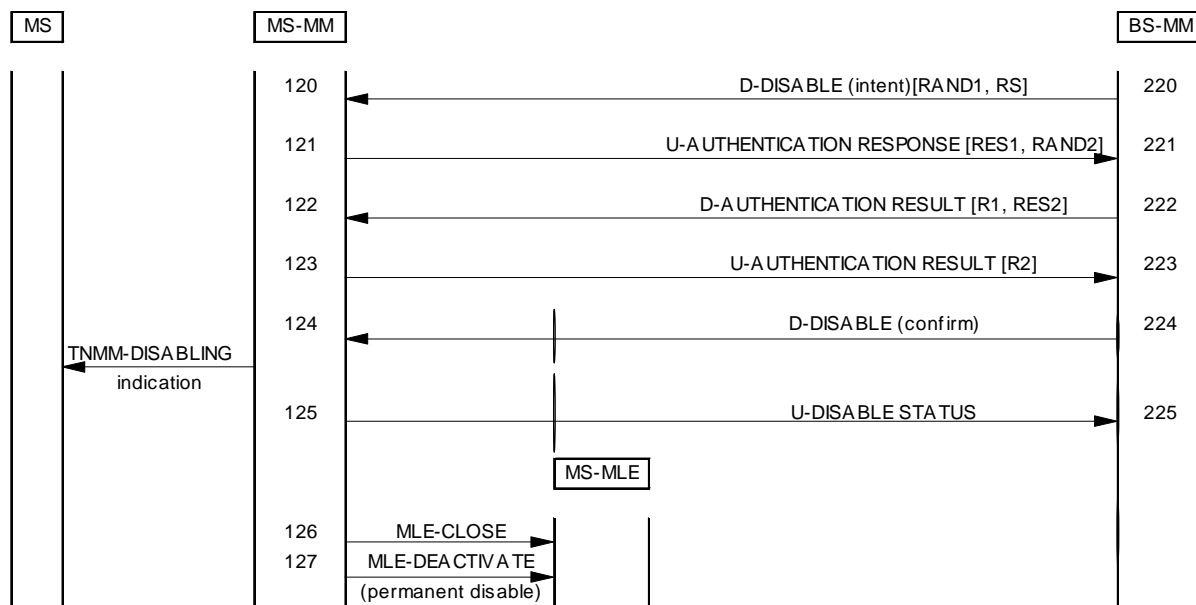 MS MS-MM BS-MM
120 D-DISABLE (intent)[RAND1, RS] 220
121 U-AUTHENTICATION RESPONSE [RES1, RAND2] 221
122 D-AUTHENTICATION RESULT [R1, RES2] 222
123 U-AUTHENTICATION RESULT [R2] 223
124 D-DISABLE (confirm) 224
TNMM-DISABLING
indication
125 U-DISABLE STATUS 225
MS-MLE
126 MLE-CLOSE
127 MLE-DEACTIVATE
(permanent disable)